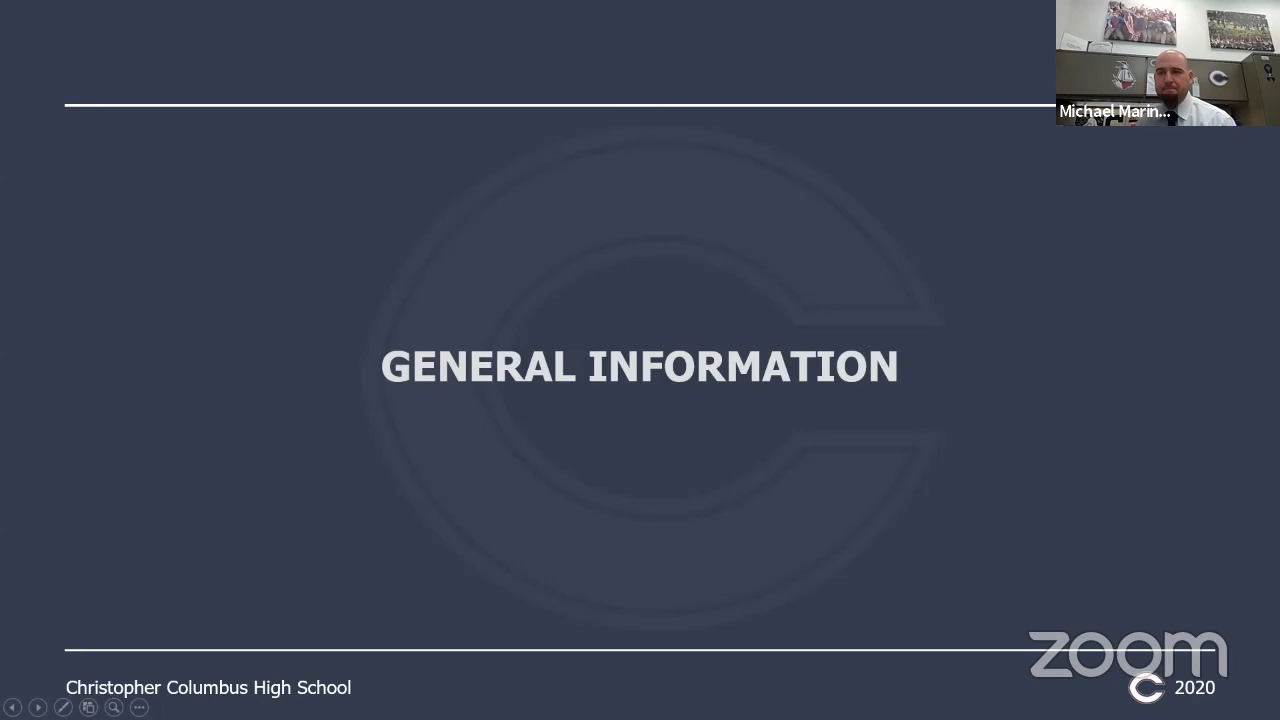 Michael Marin...
GENERAL INFORMATION
zoom
Christopher Columbus High School
C 2020